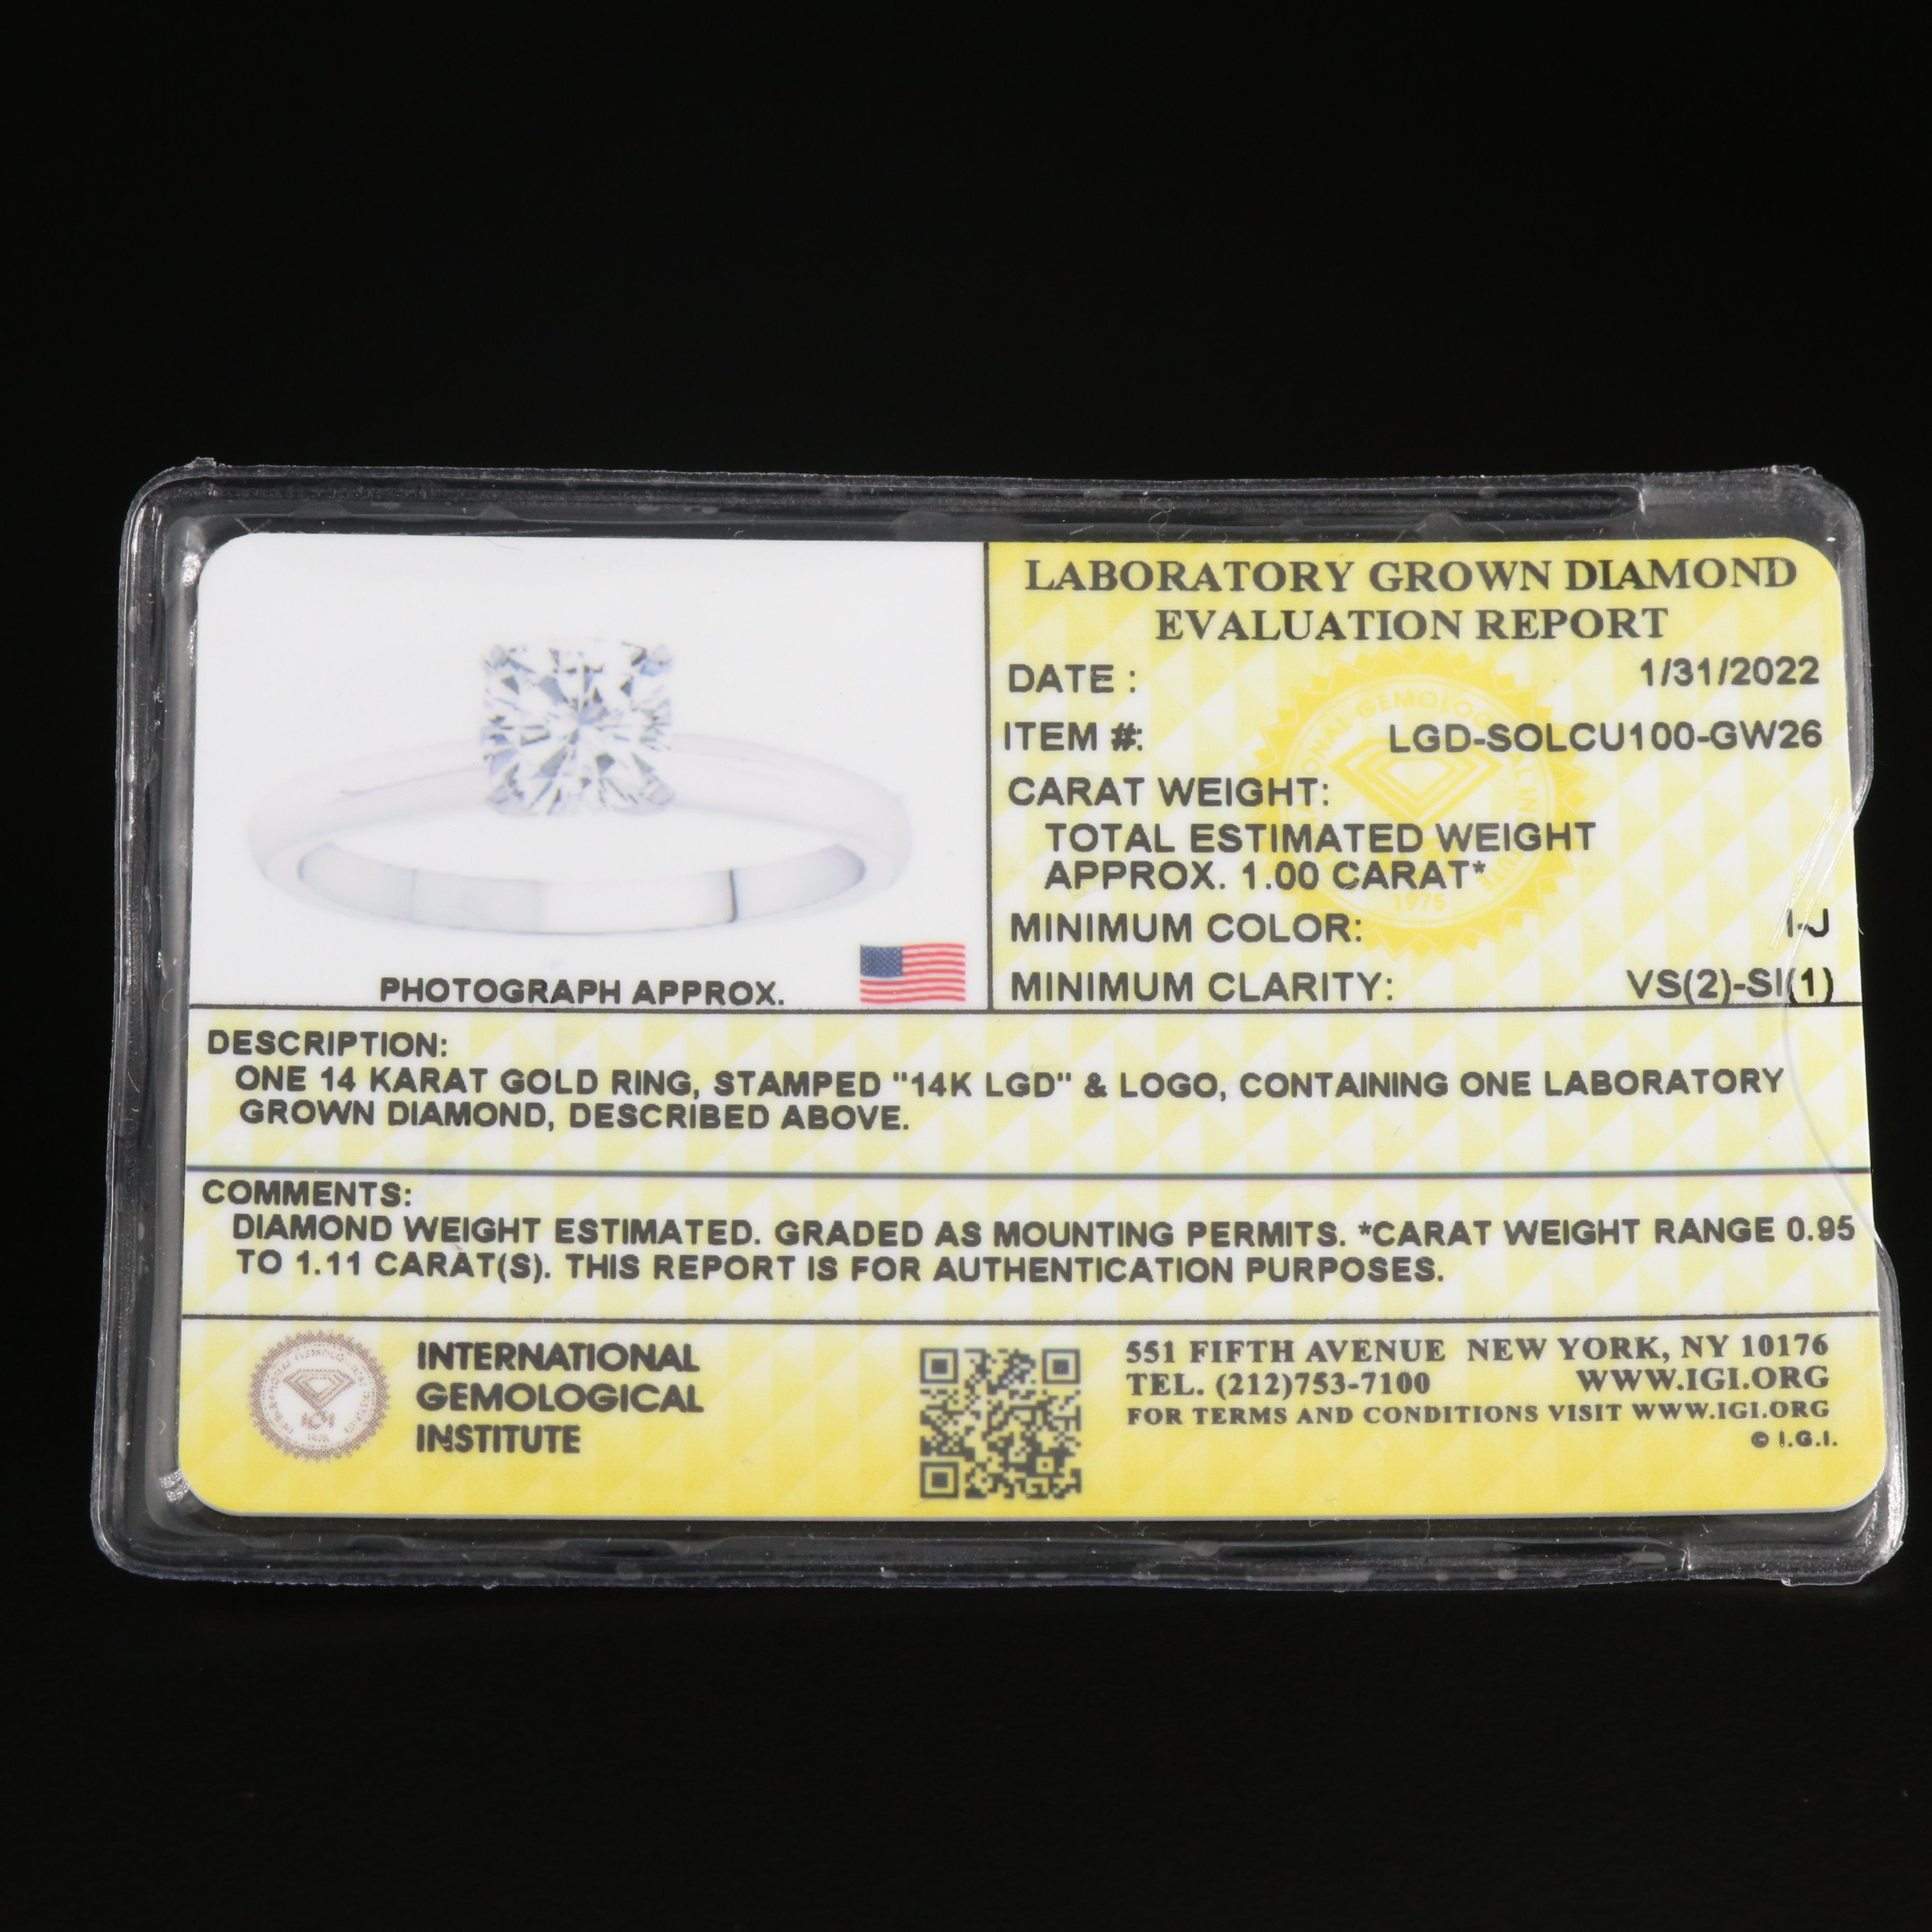 LABORATORY GROWN DIAMOND
EVALUATION REPORT
DATE : 1/31/2022
ITEM #: LGD-SOLCU100-GW26
CARAT WEIGHT:
TOTAL ESTIMATED WEIGHT
APPROX. 1.00 CARAT*
MINIMUM COLOR: I-J
MINIMUM CLARITY: VS(2)-SI(1)
PHOTOGRAPH APPROX.
DESCRIPTION:
ONE 14 KARAT GOLD RING, STAMPED "14K LGD" & LOGO, CONTAINING ONE LABORATORY
GROWN DIAMOND, DESCRIBED ABOVE.
COMMENTS:
DIAMOND WEIGHT ESTIMATED. GRADED AS MOUNTING PERMITS. *CARAT WEIGHT RANGE 0.95
TO 1.11 CARAT(S). THIS REPORT IS FOR AUTHENTICATION PURPOSES.
IGI
1975
INTERNATIONAL
GEMOLOGICAL
INSTITUTE
551 FIFTH AVENUE NEW YORK, NY 10176
TEL. (212)753-7100 WWW.IGI.ORG
FOR TERMS AND CONDITIONS VISIT WWW.IGI.ORG
© I.G.I.